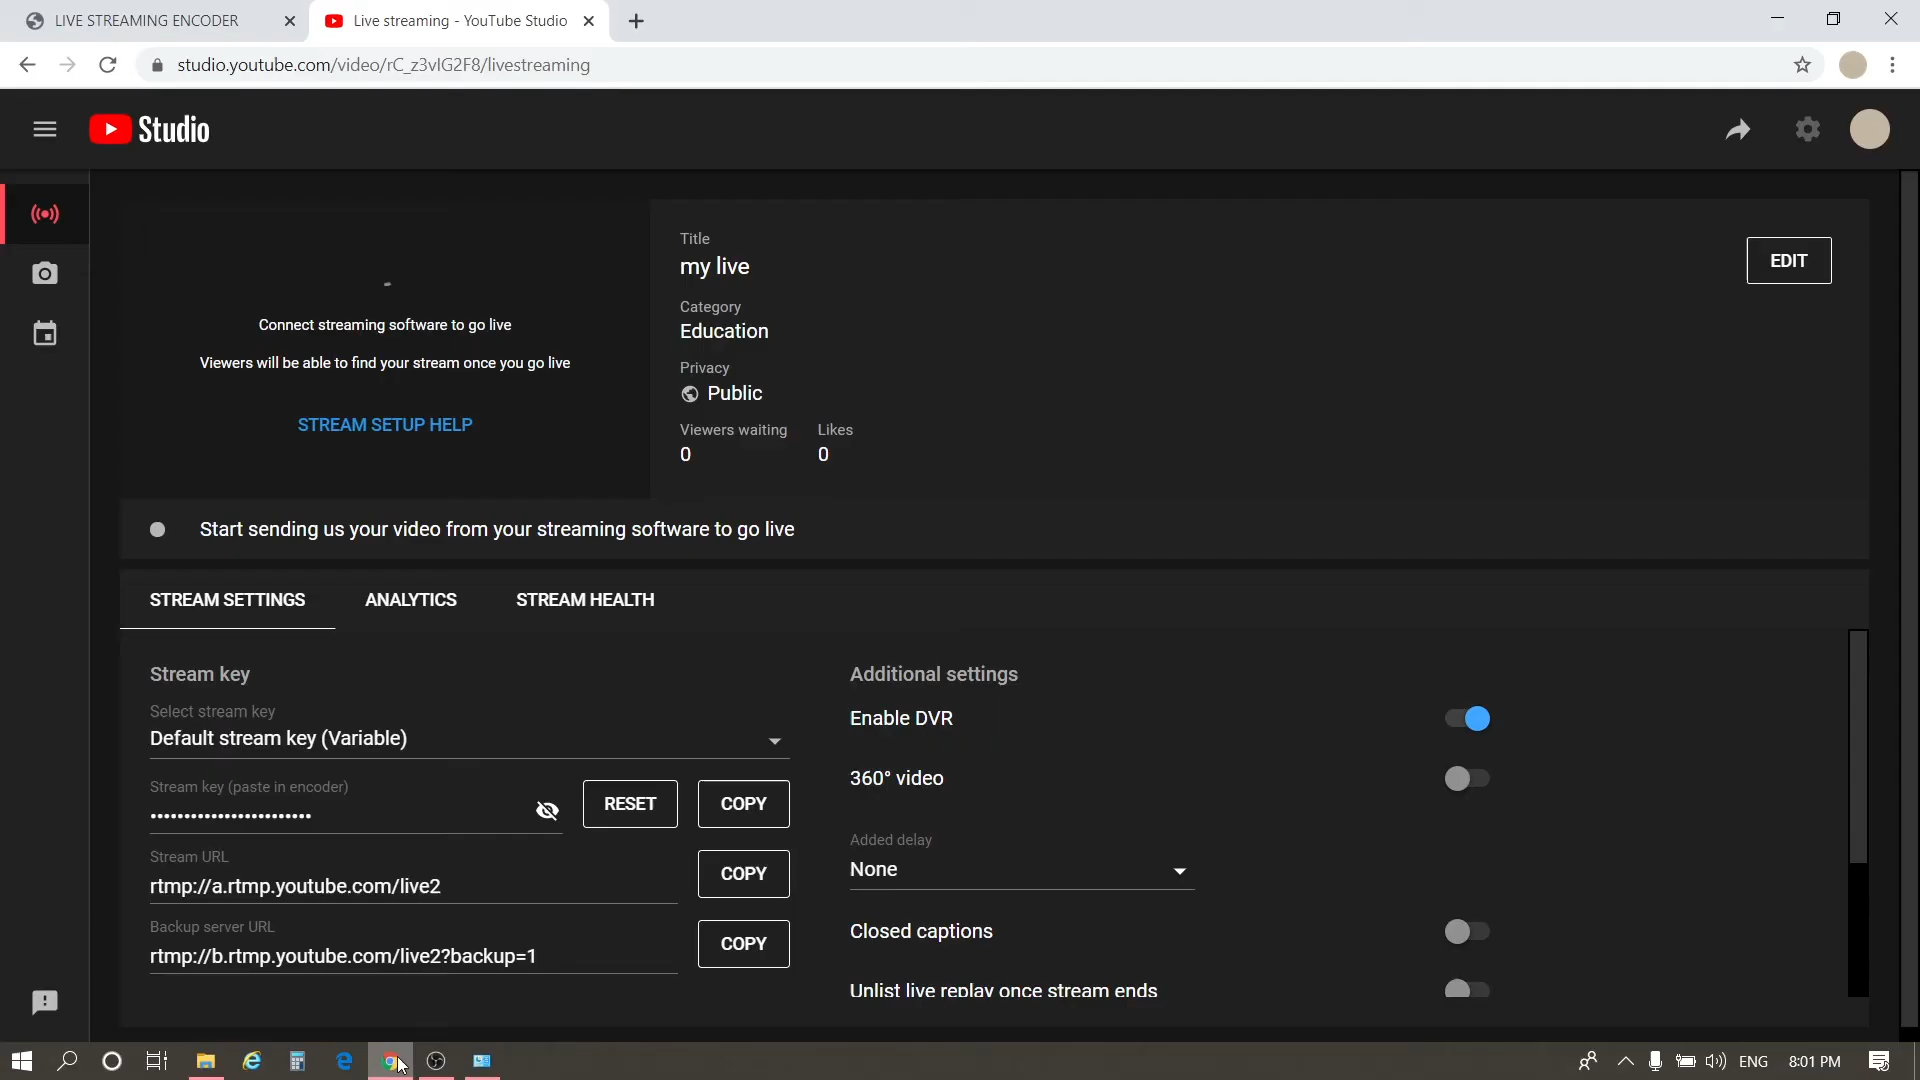 LIVE STREAMING ENCODER
Live streaming - YouTube Studio
studio.youtube.com/video/rC_z3vlG2F8/livestreaming
Studio
Connect streaming software to go live
Viewers will be able to find your stream once you go live
STREAM SETUP HELP
Title
my live
EDIT
Category
Education
Privacy
Public
Viewers waiting Likes
0 0
Start sending us your video from your streaming software to go live
STREAM SETTINGS ANALYTICS STREAM HEALTH
Stream key
Select stream key
Default stream key (Variable)
Stream key (paste in encoder)
••••••••••••••••••••••••
RESET COPY
Stream URL
rtmp://a.rtmp.youtube.com/live2
COPY
Backup server URL
rtmp://b.rtmp.youtube.com/live2?backup=1
COPY
Additional settings
Enable DVR
360° video
Added delay
None
Closed captions
Unlist live replay once stream ends
ENG 8:01 PM